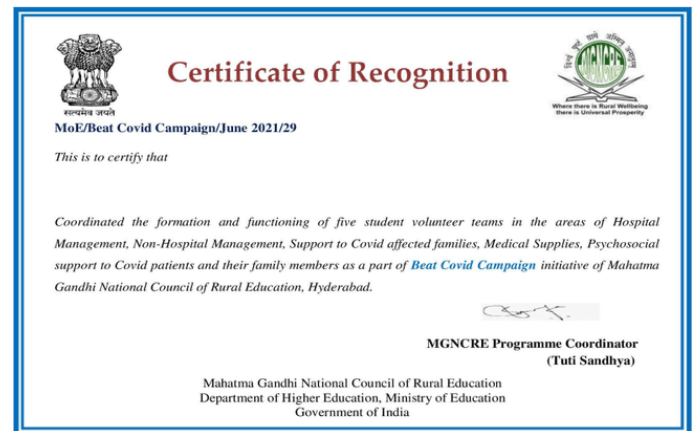 Certificate of Recognition
सत्यमेव जयते
MGNCRE
Where there is Rural Wellbeing
there is Universal Prosperity
MoE/Beat Covid Campaign/June 2021/29
This is to certify that
Coordinated the formation and functioning of five student volunteer teams in the areas of Hospital
Management, Non-Hospital Management, Support to Covid affected families, Medical Supplies, Psychosocial
support to Covid patients and their family members as a part of Beat Covid Campaign initiative of Mahatma
Gandhi National Council of Rural Education, Hyderabad.
MGNCRE Programme Coordinator
(Tuti Sandhya)
Mahatma Gandhi National Council of Rural Education
Department of Higher Education, Ministry of Education
Government of India